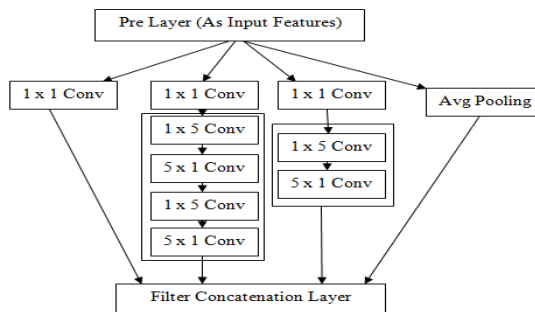 Pre Layer (As Input Features)
1 x 1 Conv
1 x 1 Conv
1 x 1 Conv
Avg Pooling
1 x 5 Conv
5 x 1 Conv
1 x 5 Conv
5 x 1 Conv
1 x 5 Conv
5 x 1 Conv
Filter Concatenation Layer